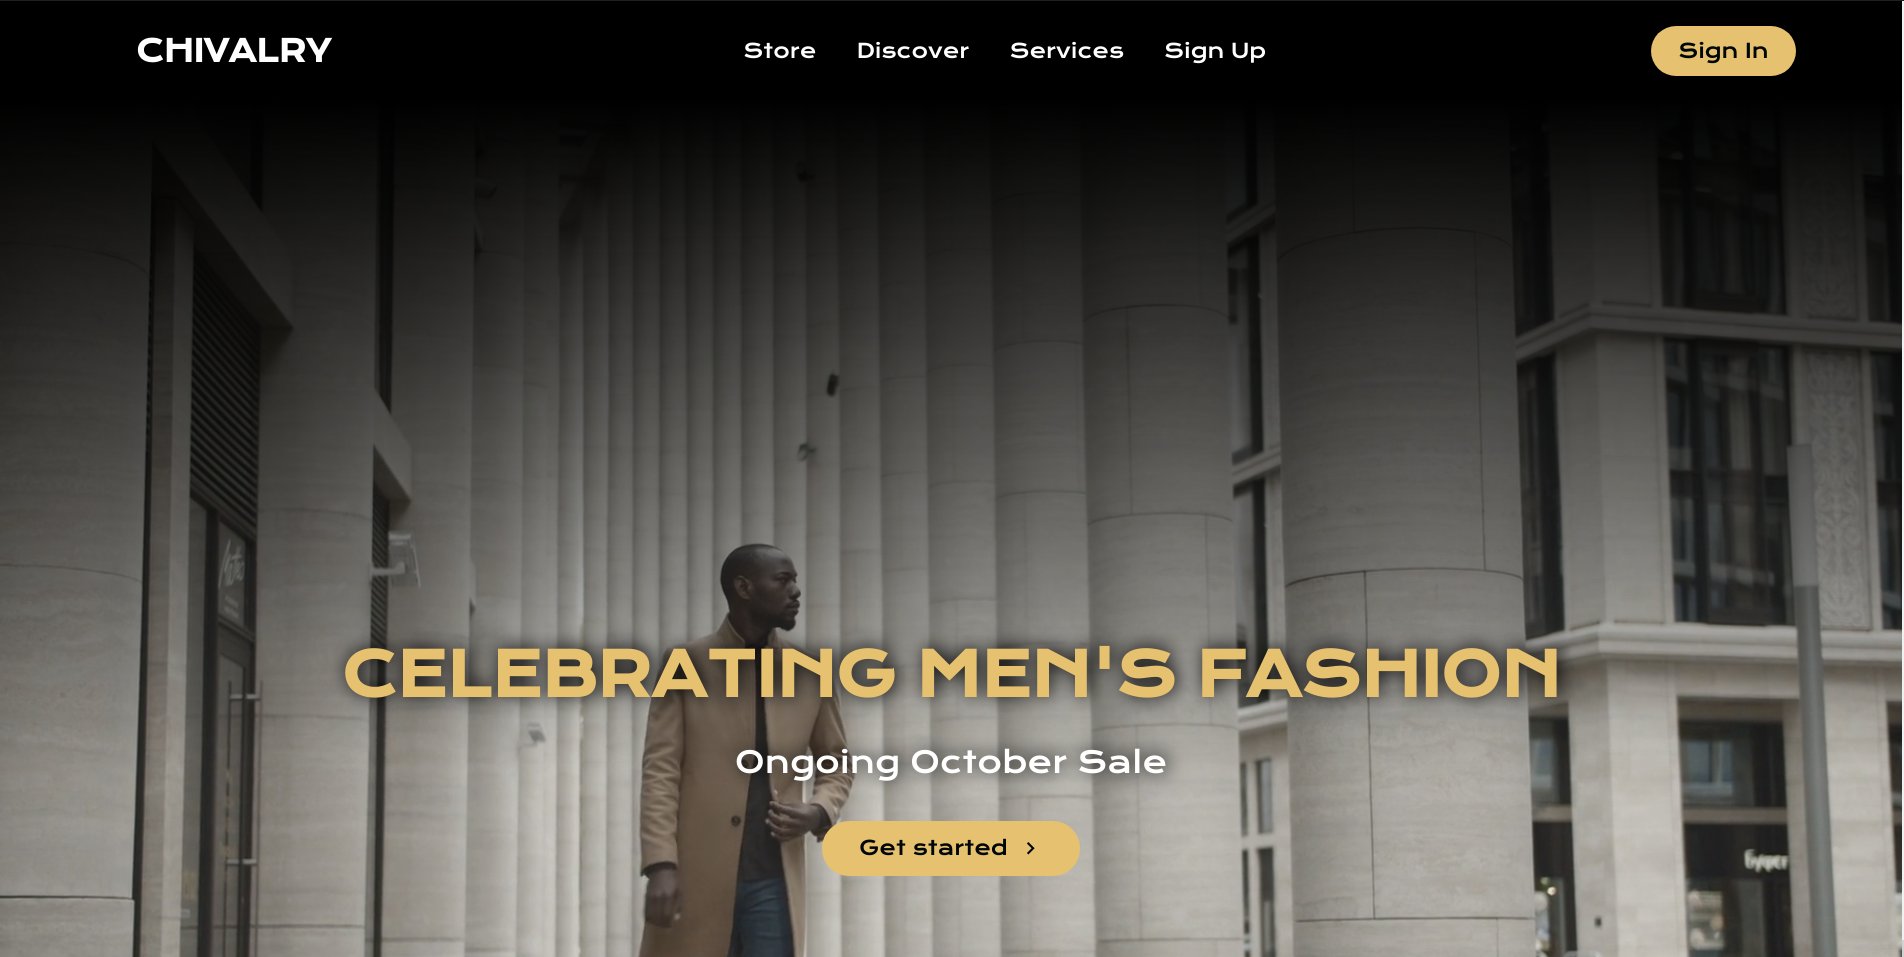 CHIVALRY
Store
Discover
Services
Sign Up
Sign In
CELEBRATING MEN'S FASHION
Ongoing October Sale
Get started